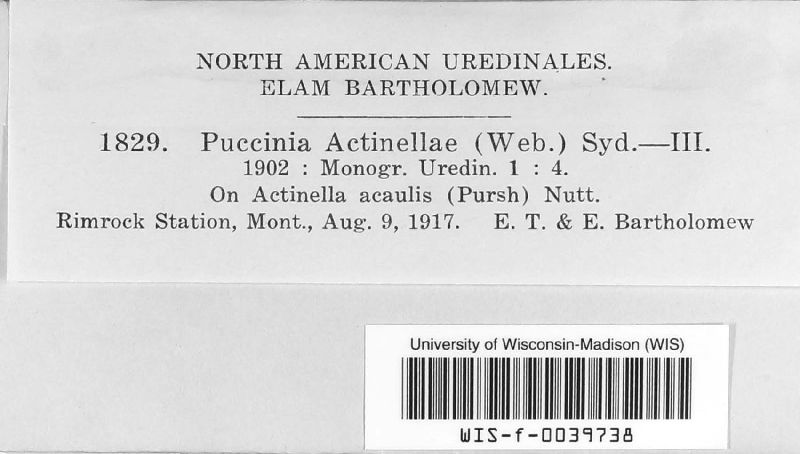 NORTH AMERICAN UREDINALES.
ELAM BARTHOLOMEW.
1829. Puccinia Actinellae (Web.) Syd.—III.
1902 : Monogr. Uredin. 1 : 4.
On Actinella acaulis (Pursh) Nutt.
Rimrock Station, Mont., Aug. 9, 1917. E. T. & E. Bartholomew
University of Wisconsin-Madison (WIS)
WIS-f-0039738